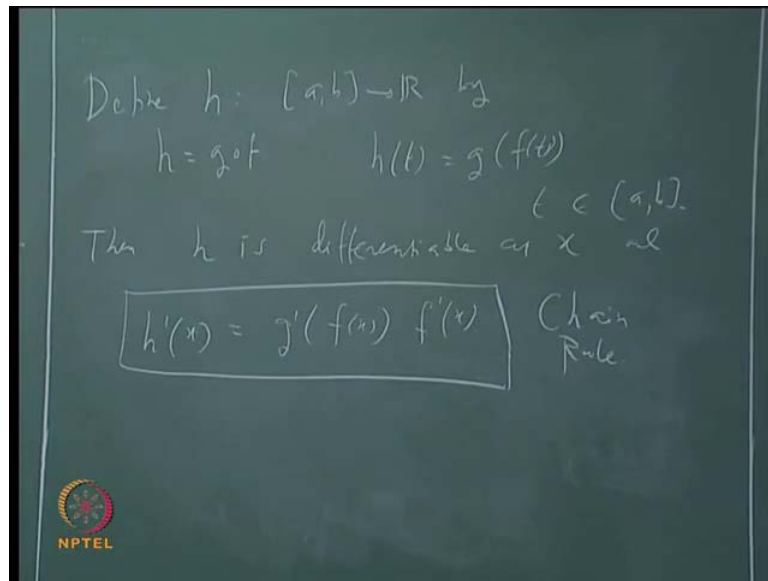 Define h: [a,b] → ℝ by
h = g∘f h(t) = g(f(t))
t ∈ [a,b].
Then h is differentiable at x and
h'(x) = g'(f(x)) f'(x) Chain
Rule.
NPTEL